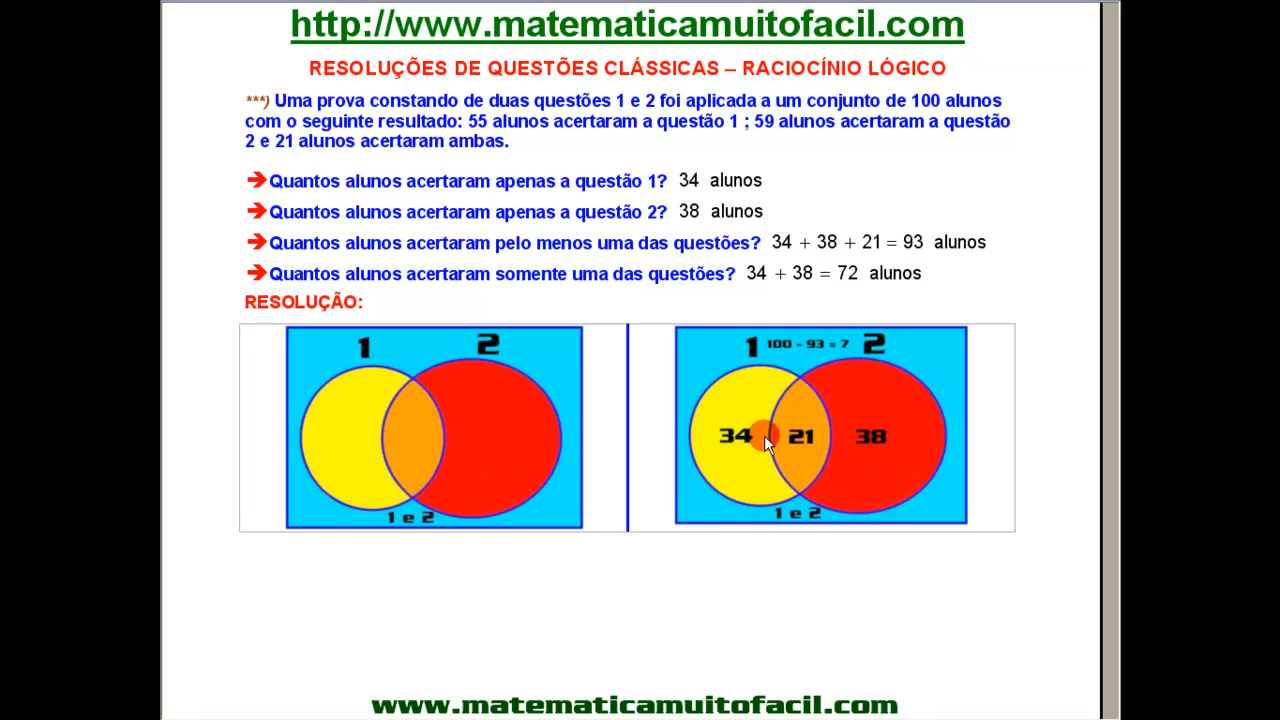 http://www.matematicamuitofacil.com
RESOLUÇÕES DE QUESTÕES CLÁSSICAS – RACIOCÍNIO LÓGICO
***) Uma prova constando de duas questões 1 e 2 foi aplicada a um conjunto de 100 alunos
com o seguinte resultado: 55 alunos acertaram a questão 1 ; 59 alunos acertaram a questão
2 e 21 alunos acertaram ambas.
➔Quantos alunos acertaram apenas a questão 1? 34 alunos
➔Quantos alunos acertaram apenas a questão 2? 38 alunos
➔Quantos alunos acertaram pelo menos uma das questões? 34 + 38 + 21 = 93 alunos
➔Quantos alunos acertaram somente uma das questões? 34 + 38 = 72 alunos
RESOLUÇÃO:
1 2
1 e 2
1 100 - 93 = 7 2
34 21 38
1 e 2
www.matematicamuitofacil.com